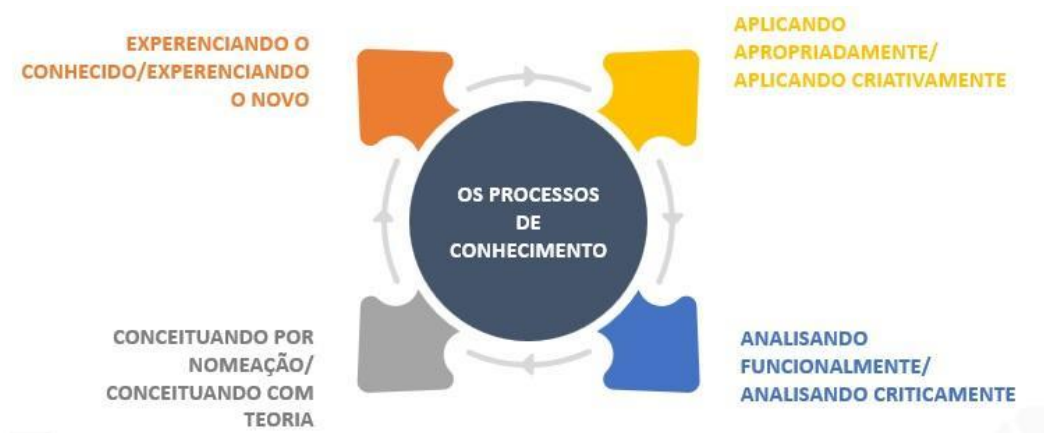 EXPERENCIANDO O
CONHECIDO/EXPERENCIANDO
O NOVO
APLICANDO
APROPRIADAMENTE/
APLICANDO CRIATIVAMENTE
OS PROCESSOS
DE
CONHECIMENTO
CONCEITUANDO POR
NOMEAÇÃO/
CONCEITUANDO COM
TEORIA
ANALISANDO
FUNCIONALMENTE/
ANALISANDO CRITICAMENTE